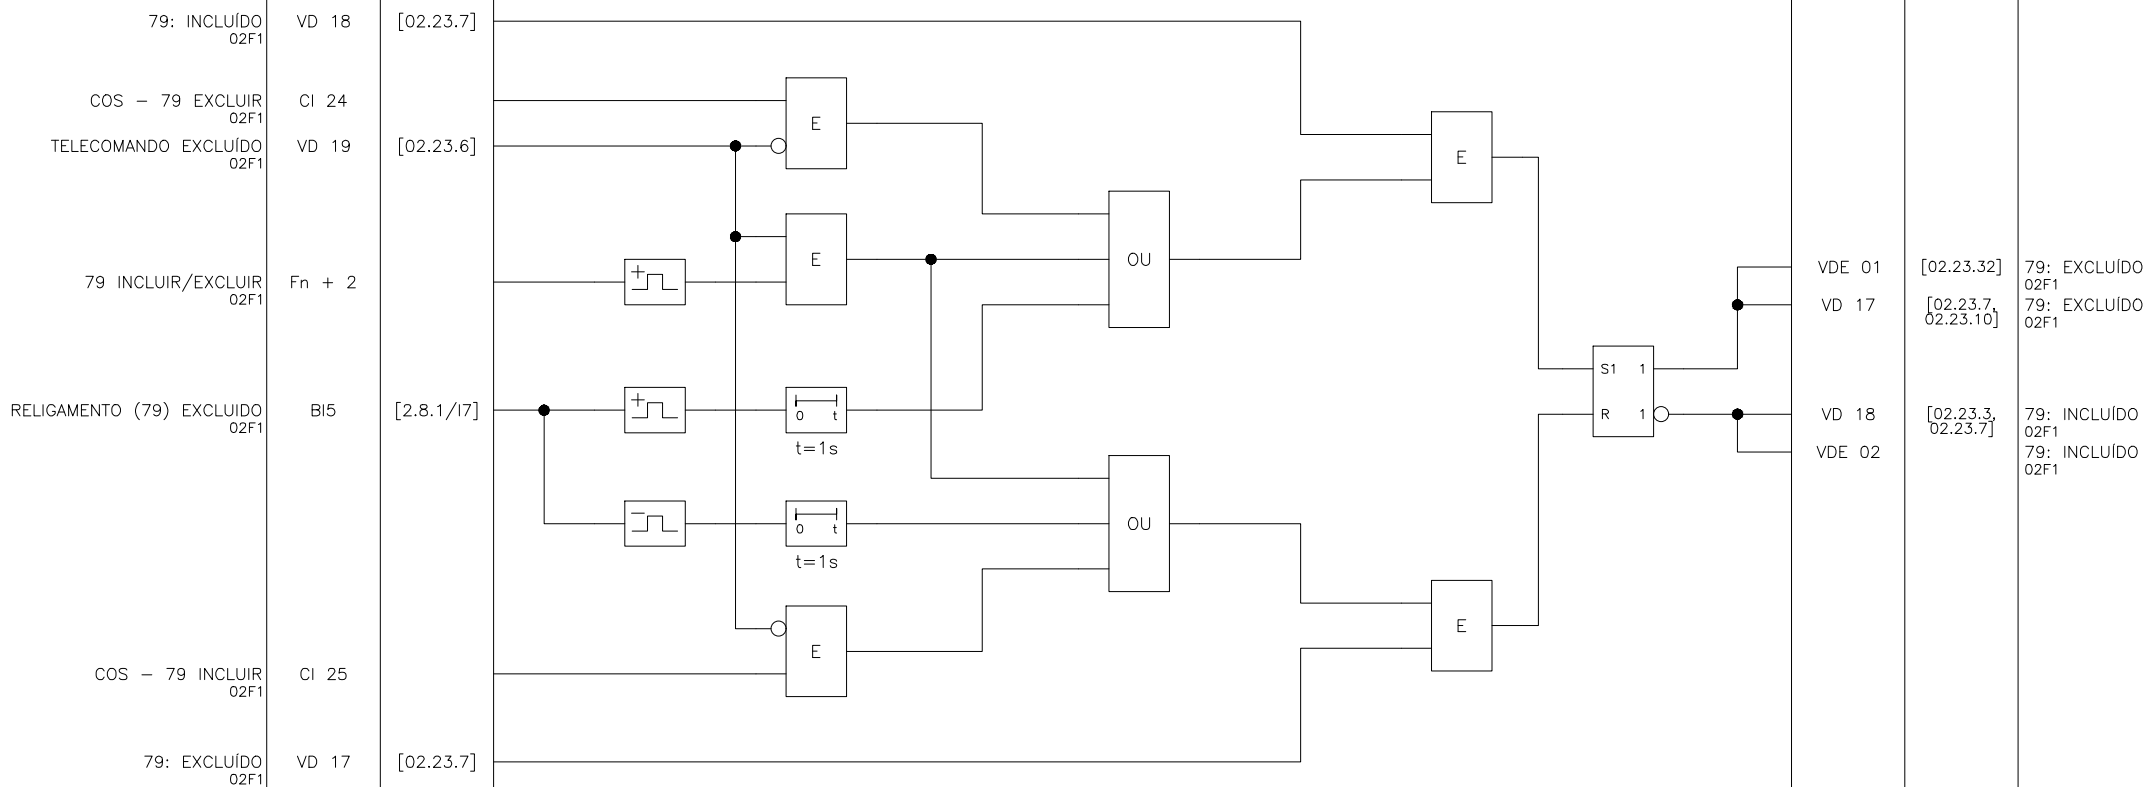 79: INCLUÍDO VD 18 [02.23.7]
02F1
COS – 79 EXCLUIR CI 24
02F1
E
TELECOMANDO EXCLUÍDO VD 19 [02.23.6]
02F1
E
79 INCLUIR/EXCLUIR Fn + 2
02F1
+
E
OU
RELIGAMENTO (79) EXCLUIDO BI5 [2.8.1/I7]
02F1
+
0 t
t=1s
–
0 t
t=1s
OU
E
E
COS – 79 INCLUIR CI 25
02F1
79: EXCLUÍDO VD 17 [02.23.7]
02F1
S1 1
R 1
VDE 01 [02.23.32] 79: EXCLUÍDO
02F1
VD 17 [02.23.7, 79: EXCLUÍDO
02.23.10] 02F1
VD 18 [02.23.3, 79: INCLUÍDO
02.23.7] 02F1
VDE 02 79: INCLUÍDO
02F1